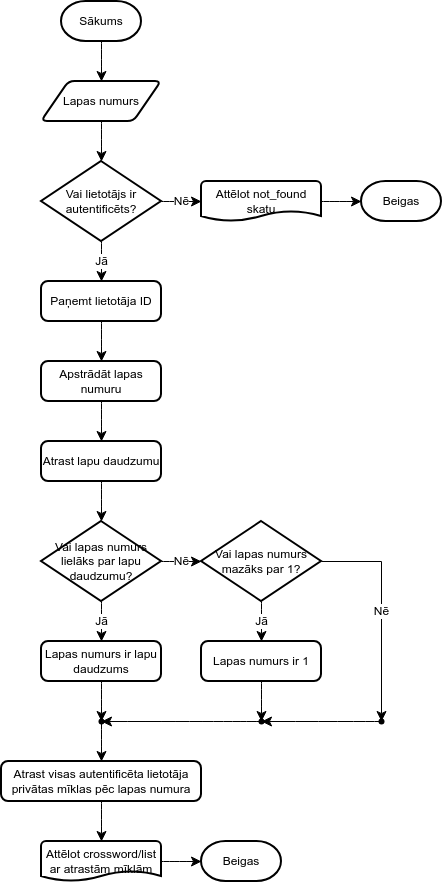 Sākums
Lapas numurs
Vai lietotājs ir
autentificēts?
Nē
Attēlot not_found
skatu
Beigas
Jā
Paņemt lietotāja ID
Apstrādāt lapas
numuru
Atrast lapu daudzumu
Vai lapas numurs
lielāks par lapu
daudzumu?
Nē
Vai lapas numurs
mazāks par 1?
Nē
Jā
Jā
Lapas numurs ir lapu
daudzums
Lapas numurs ir 1
Atrast visas autentificēta lietotāja
privātas mīklas pēc lapas numura
Attēlot crossword/list
ar atrastām mīklām
Beigas